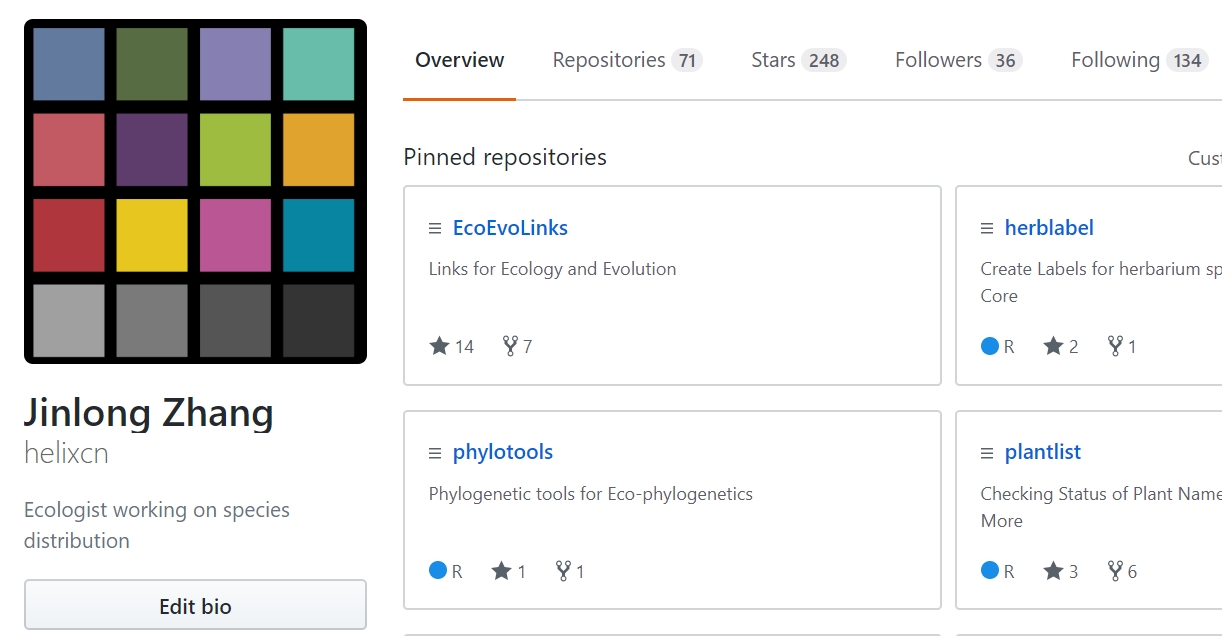 Overview Repositories 71 Stars 248 Followers 36 Following 134
Pinned repositories
EcoEvoLinks
Links for Ecology and Evolution
14 7
herblabel
Create Labels for herbarium
Core
R 2 1
Jinlong Zhang
helixcn
Ecologist working on species
distribution
Edit bio
phylotools
Phylogenetic tools for Eco-phylogenetics
R 1 1
plantlist
Checking Status of Plant Name
More
R 3 6